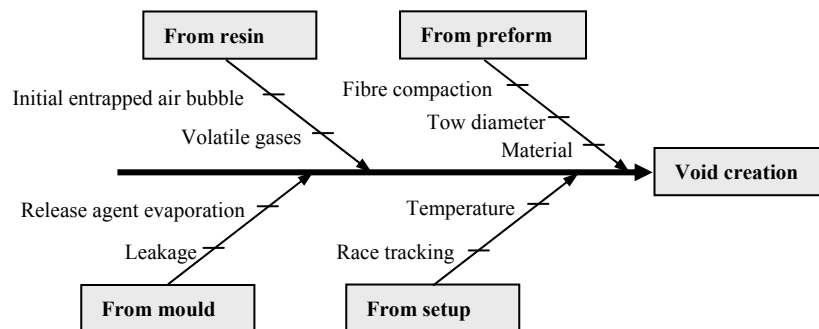 From resin
From preform
Initial entrapped air bubble
Fibre compaction
Volatile gases
Tow diameter
Material
Void creation
Release agent evaporation
Temperature
Leakage
Race tracking
From mould
From setup